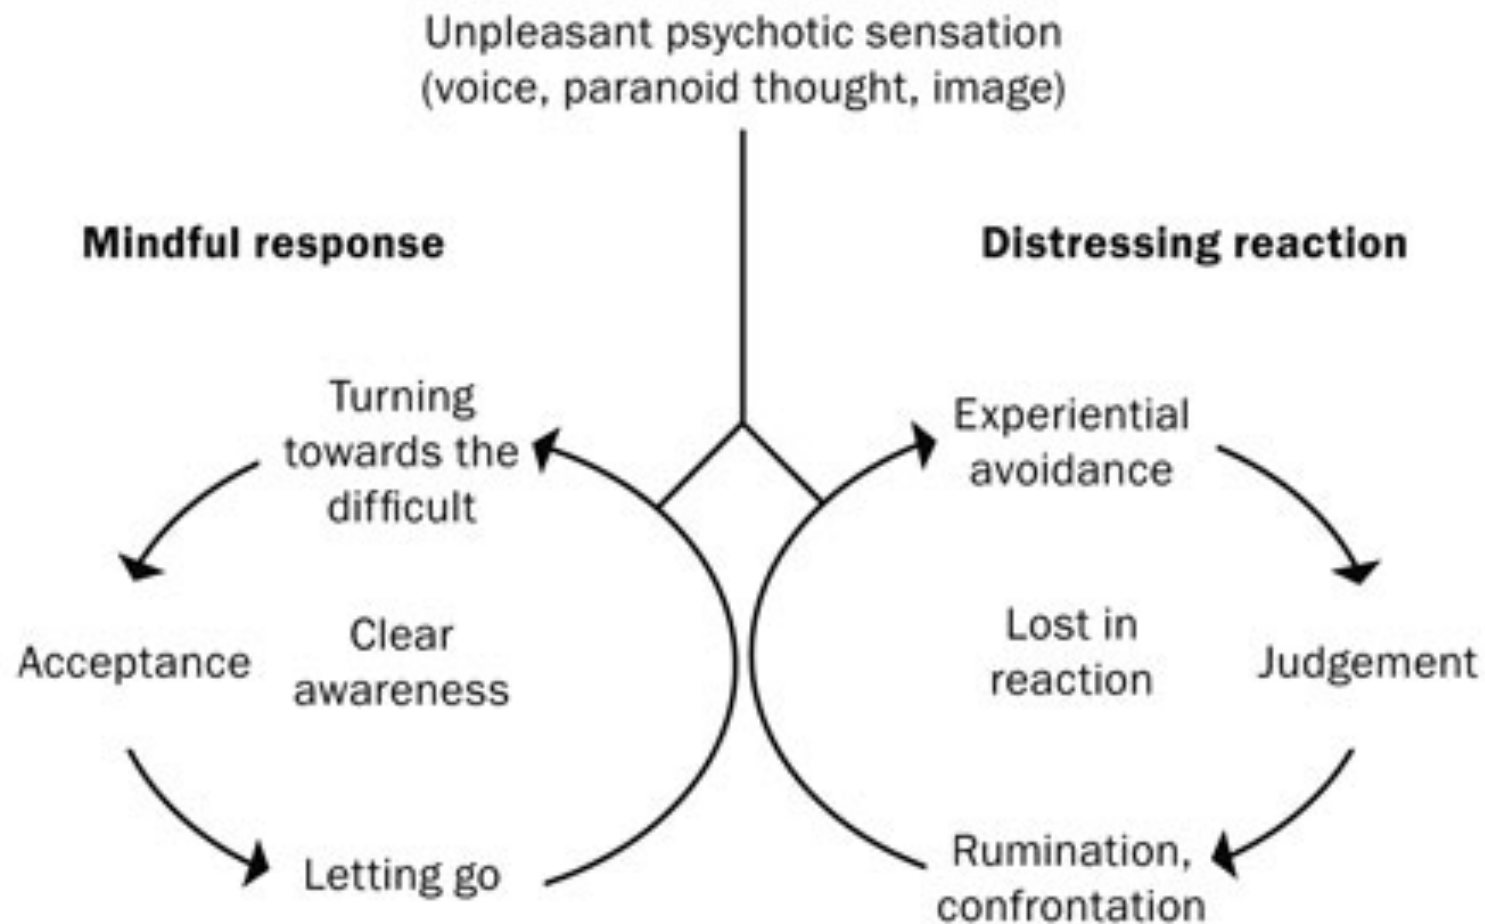 Unpleasant psychotic sensation
(voice, paranoid thought, image)
Mindful response
Distressing reaction
Turning
towards the
difficult
Experiential
avoidance
Acceptance
Clear
awareness
Lost in
reaction
Judgement
Letting go
Rumination,
confrontation